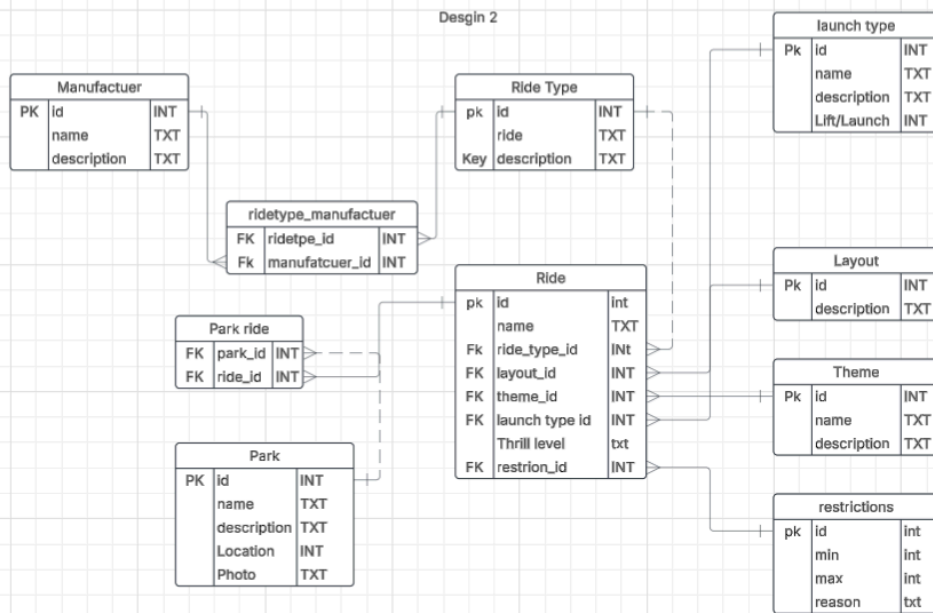 Desgin 2
Manufactuer
PK id INT
name TXT
description TXT
Ride Type
pk id INT
ride TXT
Key description TXT
launch type
Pk id INT
name TXT
description TXT
Lift/Launch INT
ridetype_manufactuer
FK ridetpe_id INT
Fk manufatcuer_id INT
Park ride
FK park_id INT
FK ride_id INT
Ride
pk id int
name TXT
Fk ride_type_id INt
FK layout_id INT
FK theme_id INT
FK launch type id INT
Thrill level txt
FK restrion_id INT
Layout
Pk id INT
description TXT
Theme
Pk id INT
name TXT
description TXT
Park
PK id INT
name TXT
description TXT
Location INT
Photo TXT
restrictions
pk id int
min int
max int
reason txt